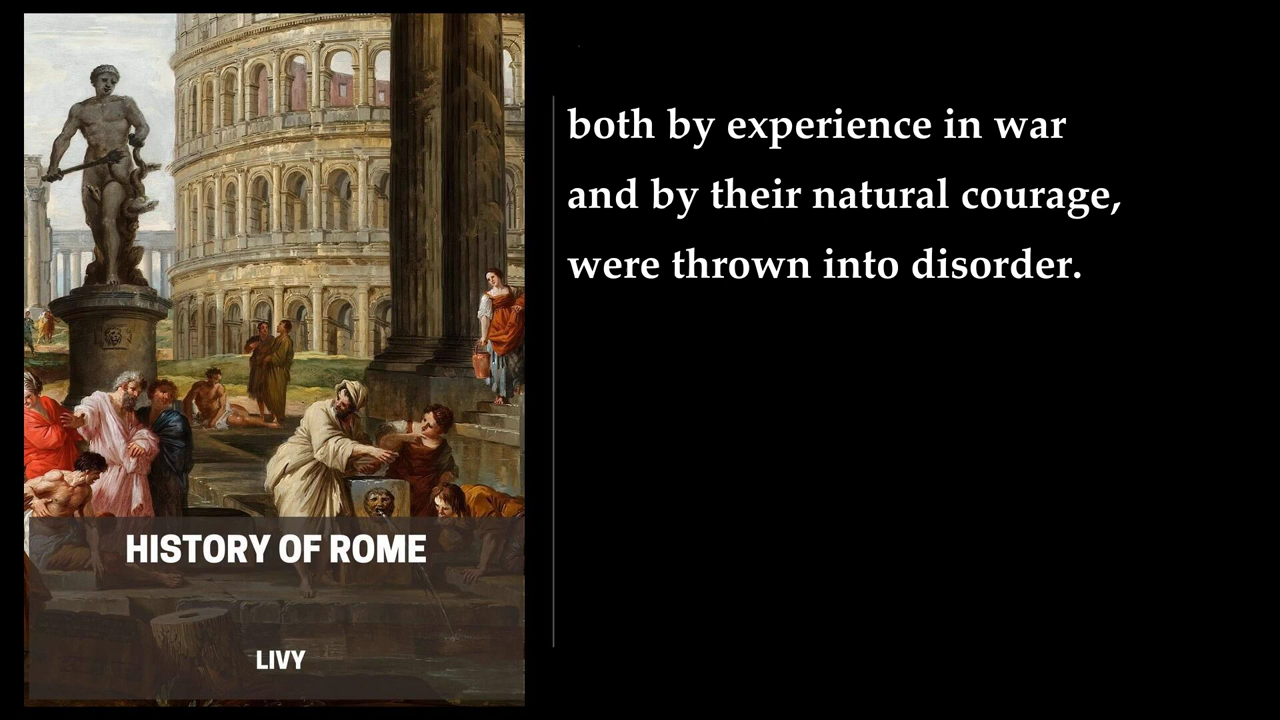 both by experience in war
and by their natural courage,
were thrown into disorder.
HISTORY OF ROME
LIVY